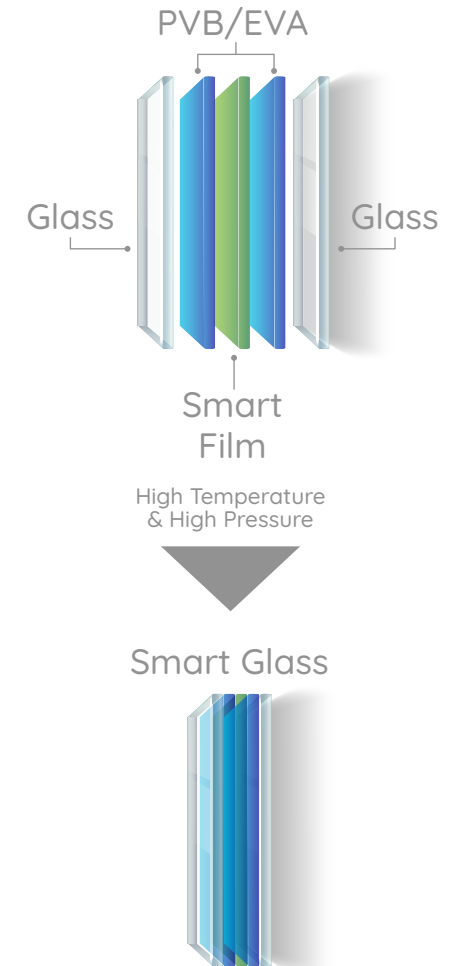 PVB/EVA
Glass
Glass
Smart
Film
High Temperature
& High Pressure
Smart Glass